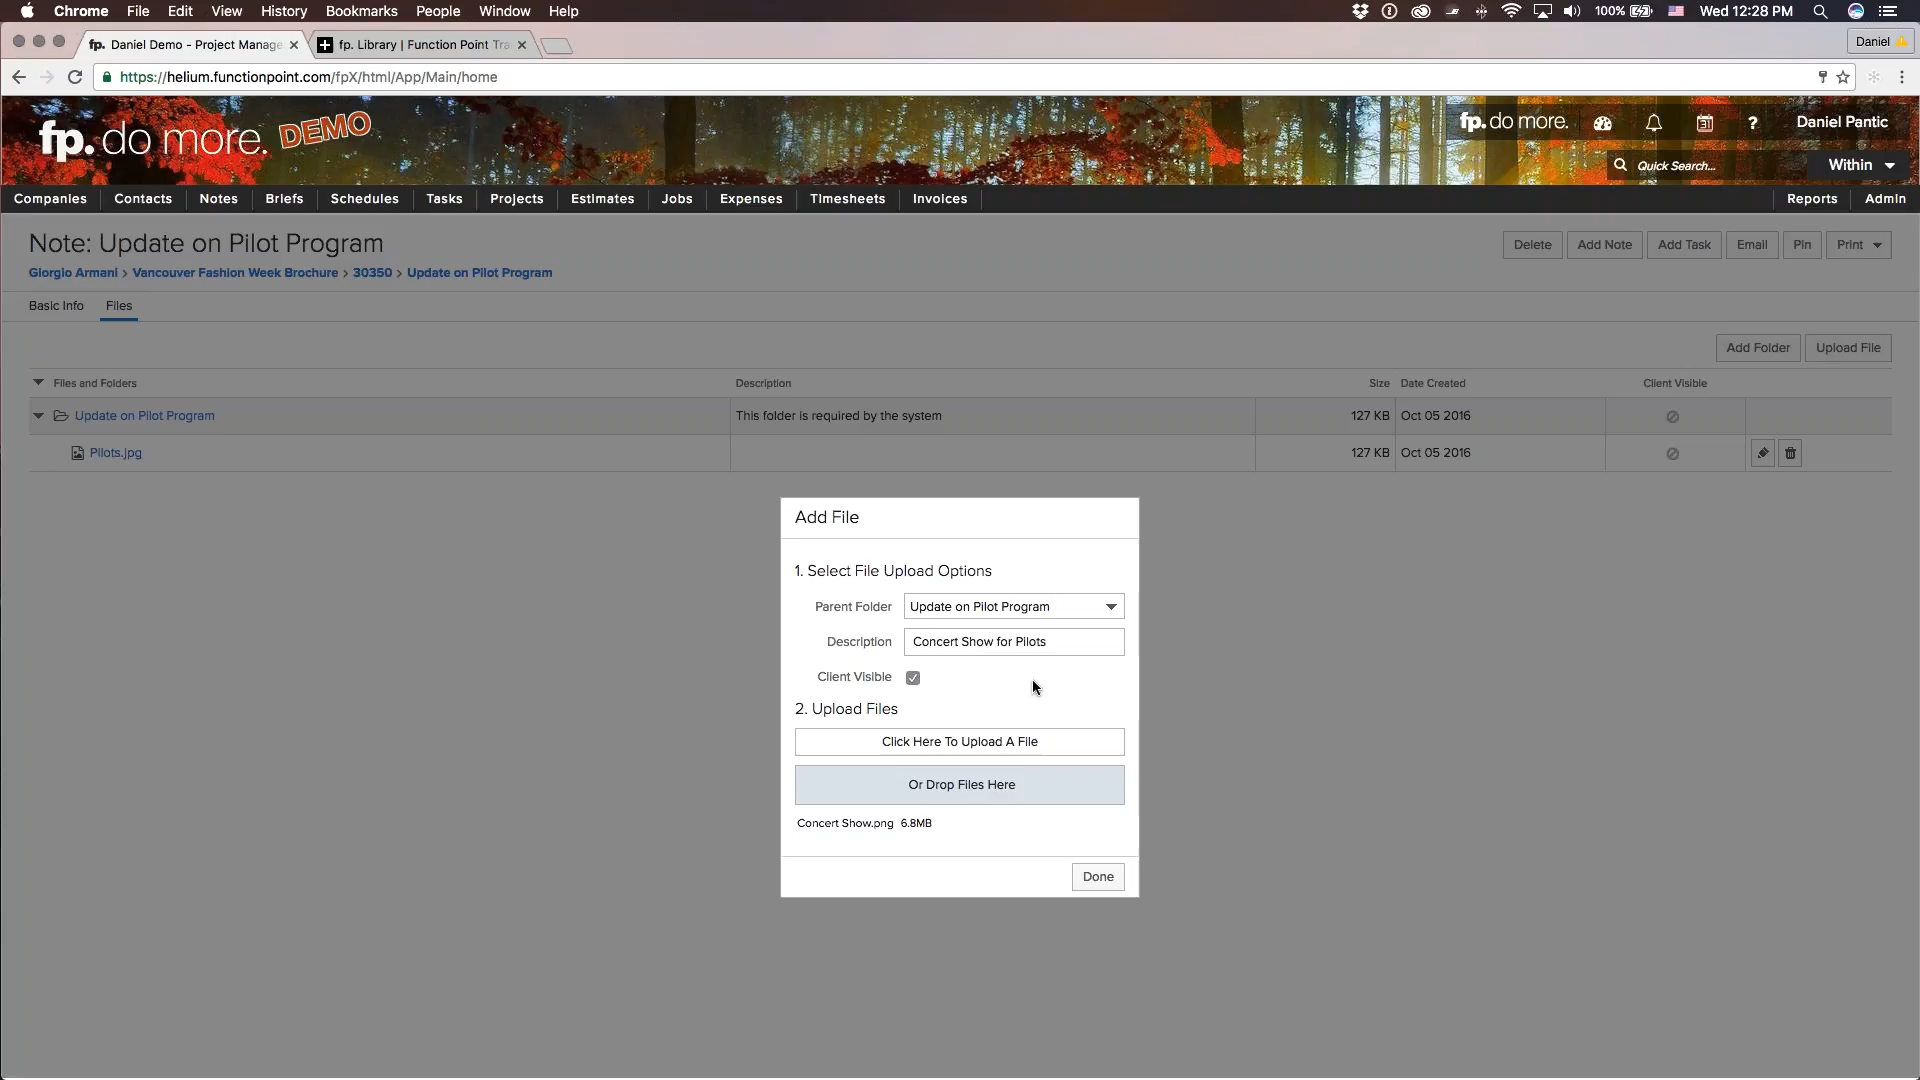 Chrome File Edit View History Bookmarks People Window Help 100% Wed 12:28 PM
fp. Daniel Demo - Project Manage fp. Library | Function Point Tra Daniel
https://helium.functionpoint.com/fpX/html/App/Main/home
fp. do more. DEMO fp. do more. 31 ? Daniel Pantic
Quick Search... Within
Companies Contacts Notes Briefs Schedules Tasks Projects Estimates Jobs Expenses Timesheets Invoices Reports Admin
Note: Update on Pilot Program Delete Add Note Add Task Email Pin Print
Giorgio Armani > Vancouver Fashion Week Brochure > 30350 > Update on Pilot Program
Basic Info Files
Add Folder Upload File
Files and Folders Description Size Date Created Client Visible
Update on Pilot Program This folder is required by the system 127 KB Oct 05 2016
Pilots.jpg 127 KB Oct 05 2016
Add File
1. Select File Upload Options
Parent Folder Update on Pilot Program
Description Concert Show for Pilots
Client Visible
2. Upload Files
Click Here To Upload A File
Or Drop Files Here
Concert Show.png 6.8MB
Done